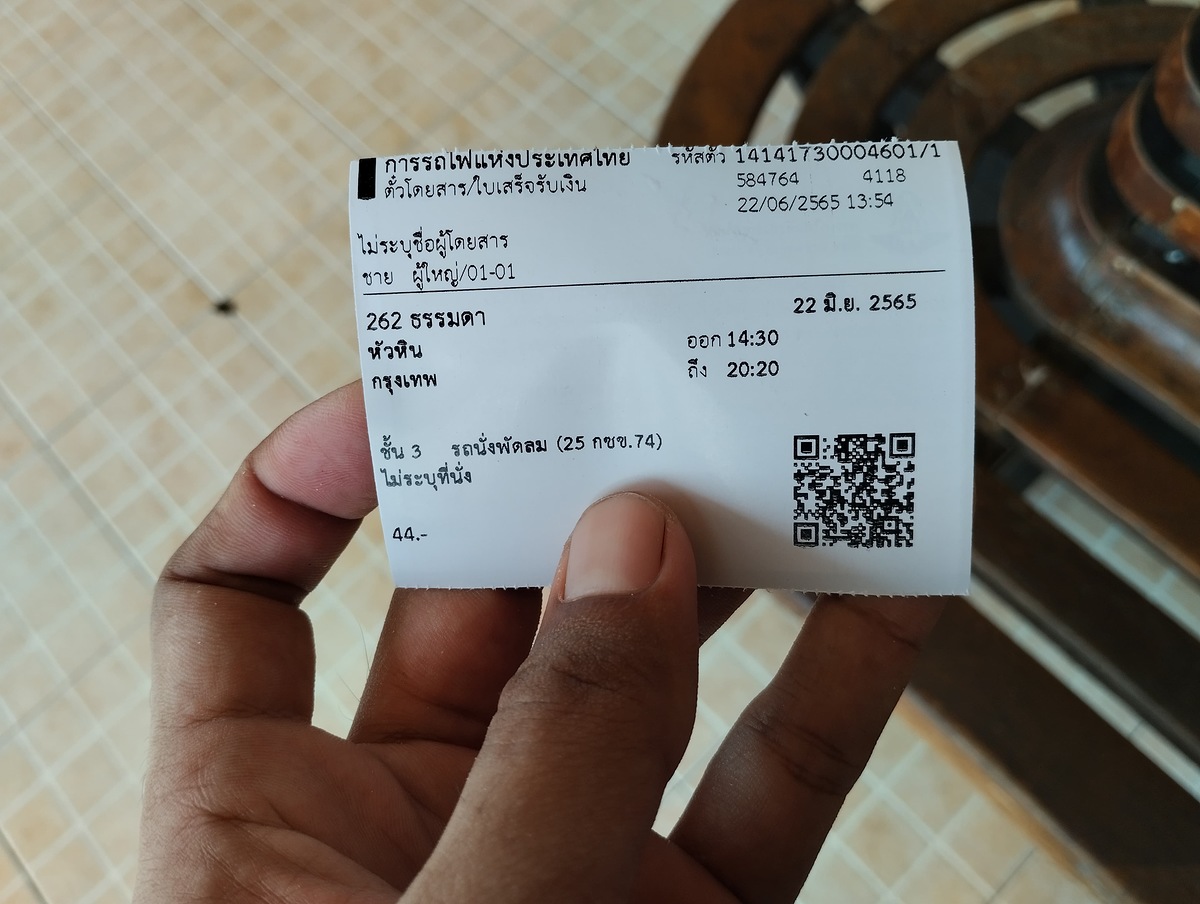 การรถไฟแห่งประเทศไทย รหัสตั๋ว 14141730004601/1
ตั๋วโดยสาร/ใบเสร็จรับเงิน 584764 4118
22/06/2565 13:54
ไม่ระบุชื่อผู้โดยสาร
ชาย ผู้ใหญ่/01-01
262 ธรรมดา 22 มิ.ย. 2565
หัวหิน ออก 14:30
กรุงเทพ ถึง 20:20
ชั้น 3 รถนั่งพัดลม (25 กซข.74)
ไม่ระบุที่นั่ง
44.-